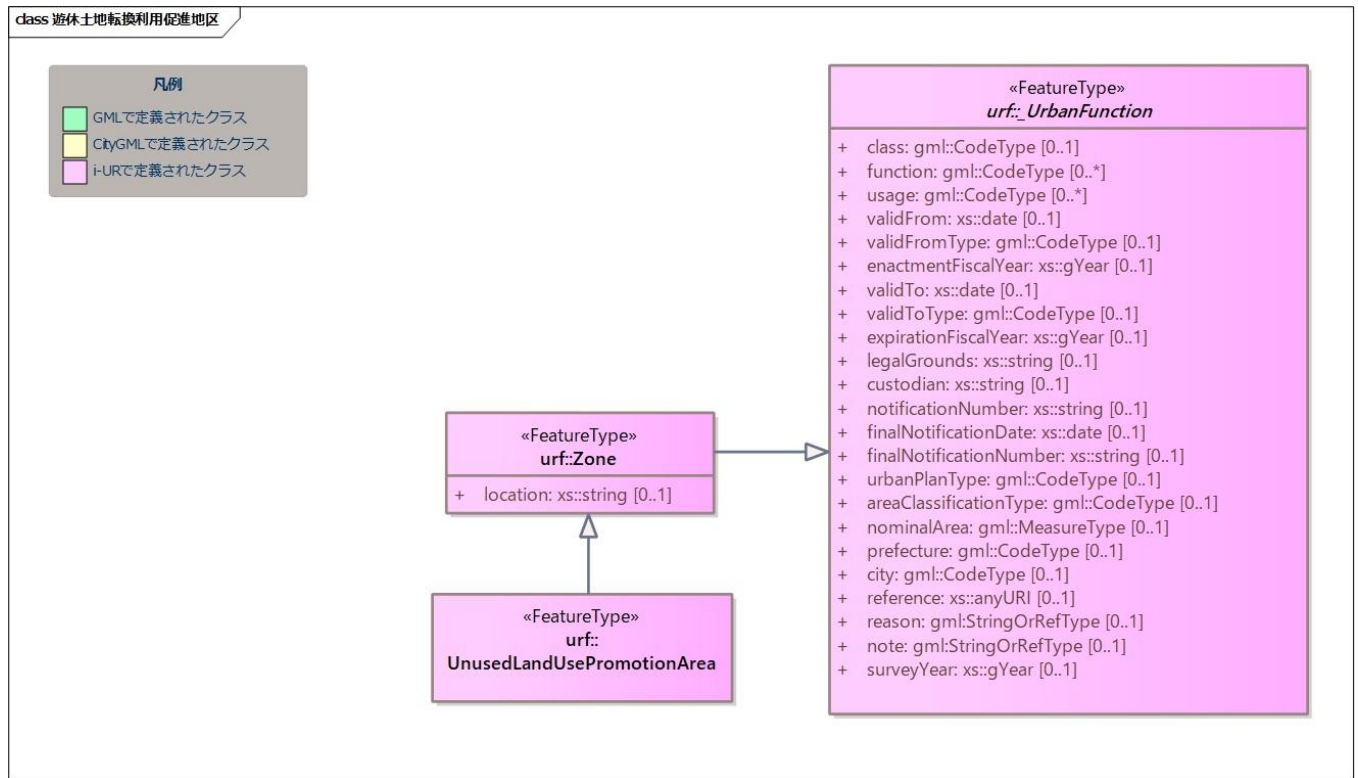 class 遊休土地転換利用促進地区
凡例
GMLで定義されたクラス
CityGMLで定義されたクラス
i-URで定義されたクラス
«FeatureType»
urf::_UrbanFunction
+ class: gml::CodeType [0..1]
+ function: gml::CodeType [0..*]
+ usage: gml::CodeType [0..*]
+ validFrom: xs::date [0..1]
+ validFromType: gml::CodeType [0..1]
+ enactmentFiscalYear: xs::gYear [0..1]
+ validTo: xs::date [0..1]
+ validToType: gml::CodeType [0..1]
+ expirationFiscalYear: xs::gYear [0..1]
+ legalGrounds: xs::string [0..1]
+ custodian: xs::string [0..1]
+ notificationNumber: xs::string [0..1]
+ finalNotificationDate: xs::date [0..1]
+ finalNotificationNumber: xs::string [0..1]
+ urbanPlanType: gml::CodeType [0..1]
+ areaClassificationType: gml::CodeType [0..1]
+ nominalArea: gml::MeasureType [0..1]
+ prefecture: gml::CodeType [0..1]
+ city: gml::CodeType [0..1]
+ reference: xs::anyURI [0..1]
+ reason: gml:StringOrRefType [0..1]
+ note: gml:StringOrRefType [0..1]
+ surveyYear: xs::gYear [0..1]
«FeatureType»
urf::Zone
+ location: xs::string [0..1]
«FeatureType»
urf::
UnusedLandUsePromotionArea